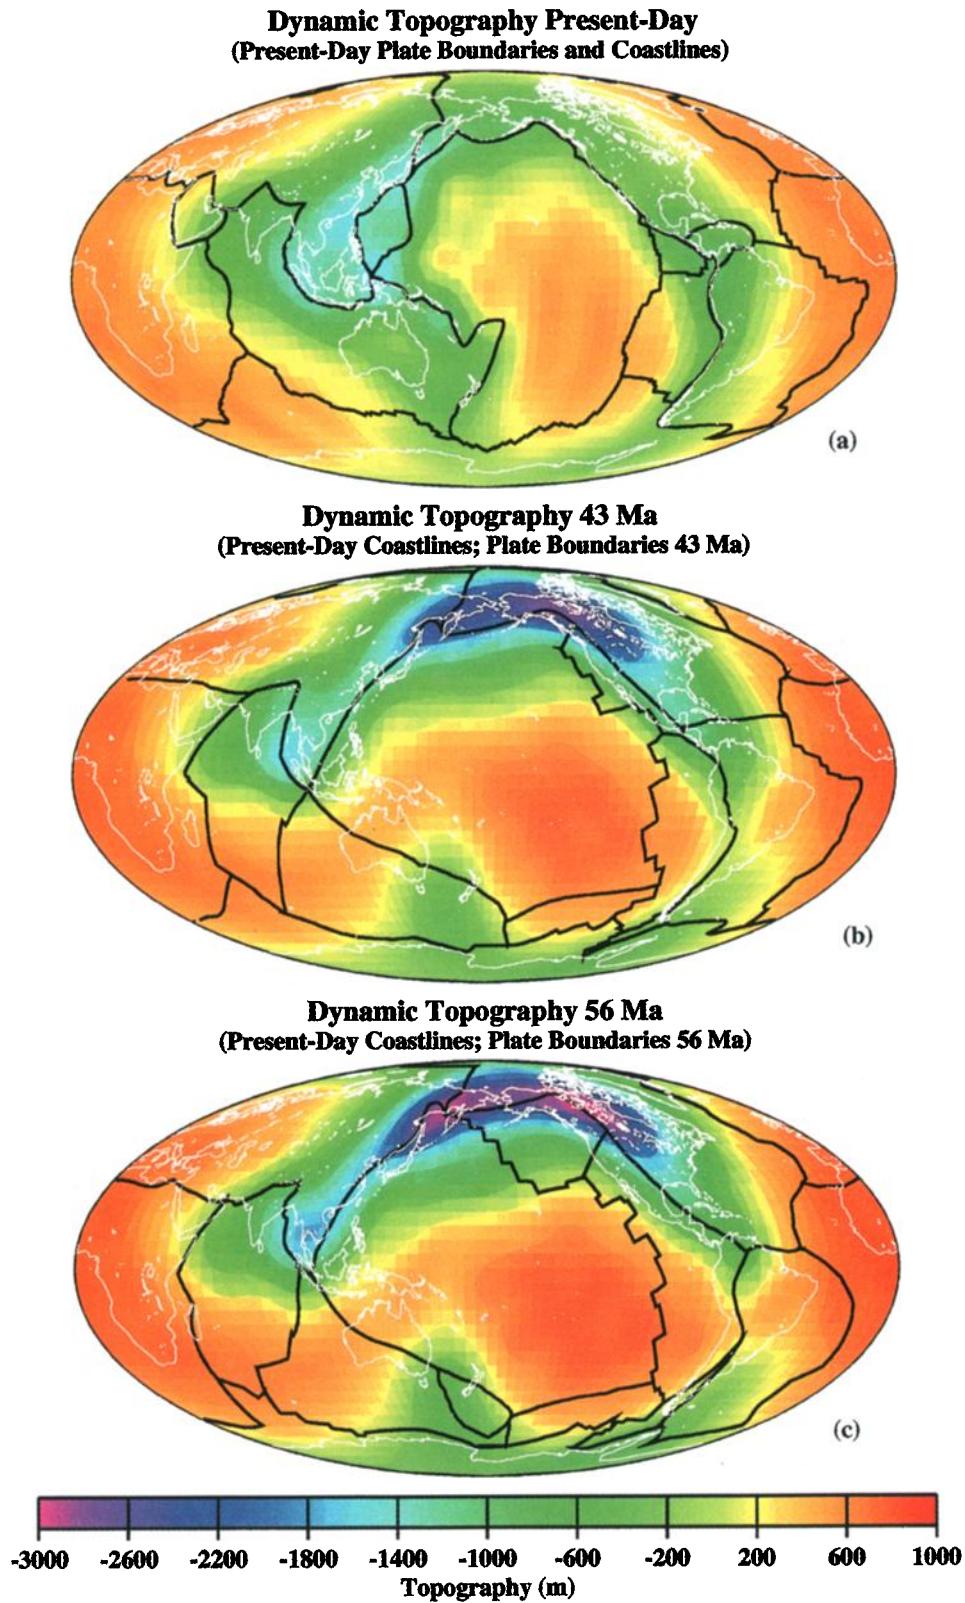 Dynamic Topography Present-Day
(Present-Day Plate Boundaries and Coastlines)
(a)
Dynamic Topography 43 Ma
(Present-Day Coastlines; Plate Boundaries 43 Ma)
(b)
Dynamic Topography 56 Ma
(Present-Day Coastlines; Plate Boundaries 56 Ma)
(c)
-3000 -2600 -2200 -1800 -1400 -1000 -600 -200 200 600 1000
Topography (m)